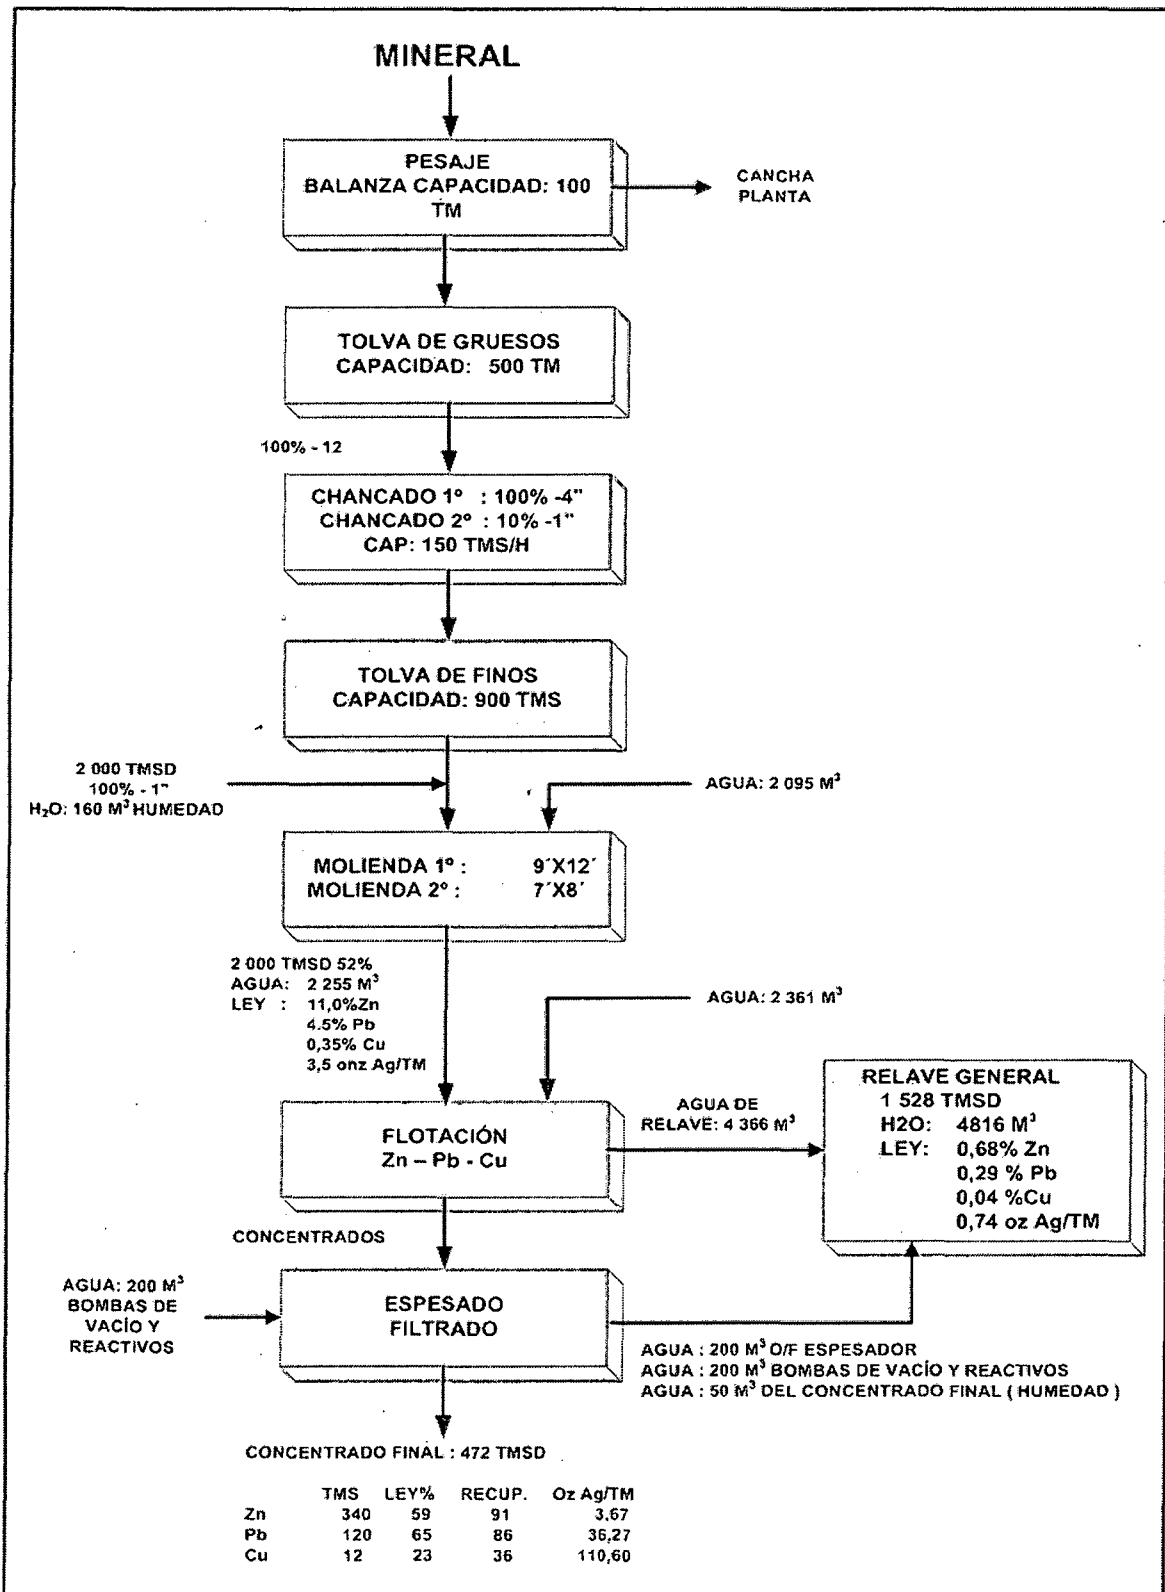 MINERAL
PESAJE
BALANZA CAPACIDAD: 100
TM
CANCHA
PLANTA
TOLVA DE GRUESOS
CAPACIDAD: 500 TM
100% - 12
CHANCADO 1º : 100% -4"
CHANCADO 2º : 10% -1"
CAP: 150 TMS/H
TOLVA DE FINOS
CAPACIDAD: 900 TMS
2 000 TMSD
100% - 1"
H₂O: 160 M³ HUMEDAD
AGUA: 2 095 M³
MOLIENDA 1º : 9´X12´
MOLIENDA 2º : 7´X8´
2 000 TMSD 52%
AGUA: 2 255 M³
LEY : 11,0%Zn
4.5% Pb
0,35% Cu
3,5 onz Ag/TM
AGUA: 2 361 M³
FLOTACIÓN
Zn – Pb - Cu
AGUA DE
RELAVE: 4 366 M³
RELAVE GENERAL
1 528 TMSD
H2O: 4816 M³
LEY: 0,68% Zn
0,29 % Pb
0,04 %Cu
0,74 oz Ag/TM
CONCENTRADOS
AGUA: 200 M³
BOMBAS DE
VACÍO Y
REACTIVOS
ESPESADO
FILTRADO
AGUA : 200 M³ O/F ESPESADOR
AGUA : 200 M³ BOMBAS DE VACÍO Y REACTIVOS
AGUA : 50 M³ DEL CONCENTRADO FINAL ( HUMEDAD )
CONCENTRADO FINAL : 472 TMSD
TMS LEY% RECUP. Oz Ag/TM
Zn 340 59 91 3,67
Pb 120 65 86 36,27
Cu 12 23 36 110,60